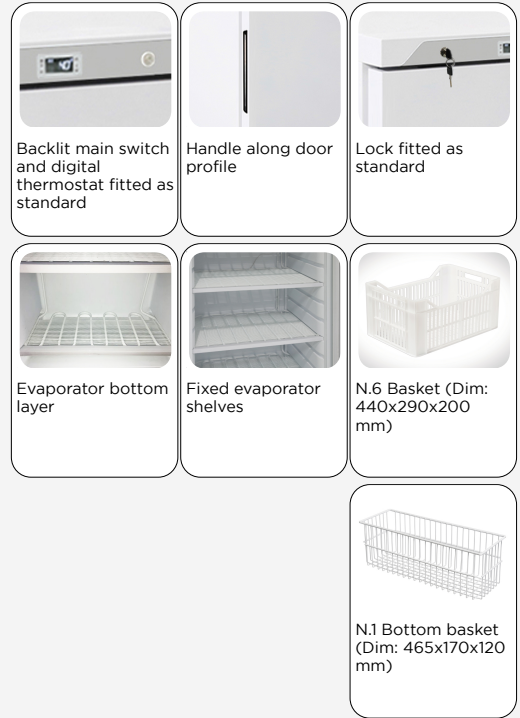 Backlit main switch
and digital
thermostat fitted as
standard
Handle along door
profile
Lock fitted as
standard
Evaporator bottom
layer
Fixed evaporator
shelves
N.6 Basket (Dim:
440x290x200
mm)
N.1 Bottom basket
(Dim: 465x170x120
mm)